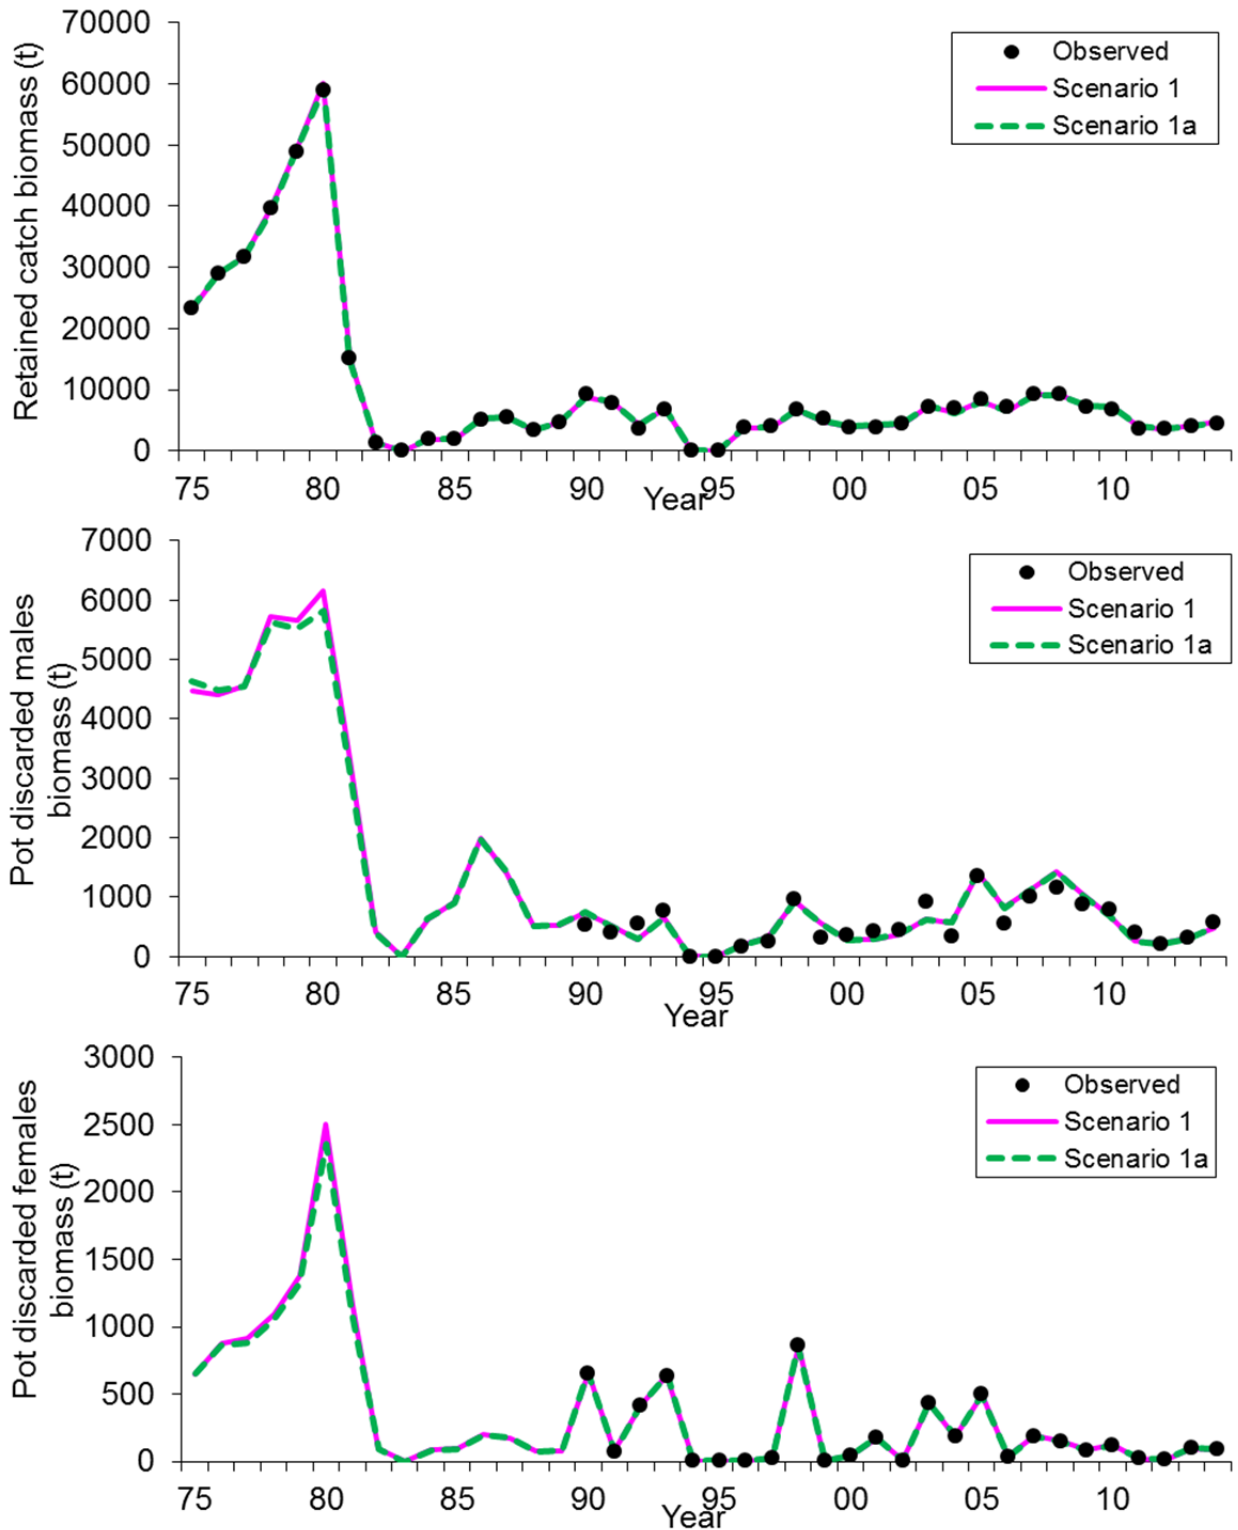 70000
60000
50000
40000
30000
20000
10000
0
Retained catch biomass (t)
Observed
Scenario 1
Scenario 1a
75 80 85 90 95 00 05 10
Year
7000
6000
5000
4000
3000
2000
1000
0
Pot discarded males
biomass (t)
Observed
Scenario 1
Scenario 1a
75 80 85 90 95 00 05 10
Year
3000
2500
2000
1500
1000
500
0
Pot discarded females
biomass (t)
Observed
Scenario 1
Scenario 1a
75 80 85 90 95 00 05 10
Year